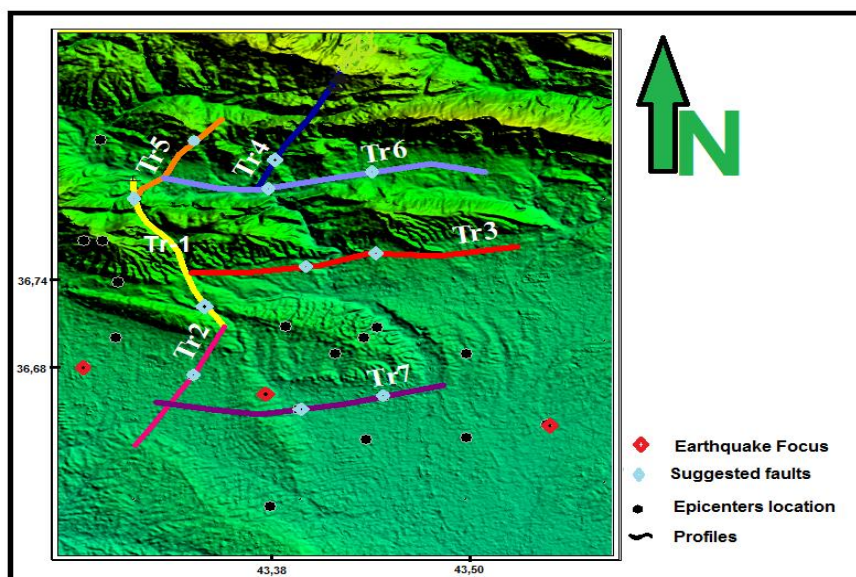 N
Tr5
Tr4
Tr6
Tr-1
Tr3
36,74
Tr2
36,68
Tr7
Earthquake Focus
Suggested faults
Epicenters location
Profiles
43,38
43,50